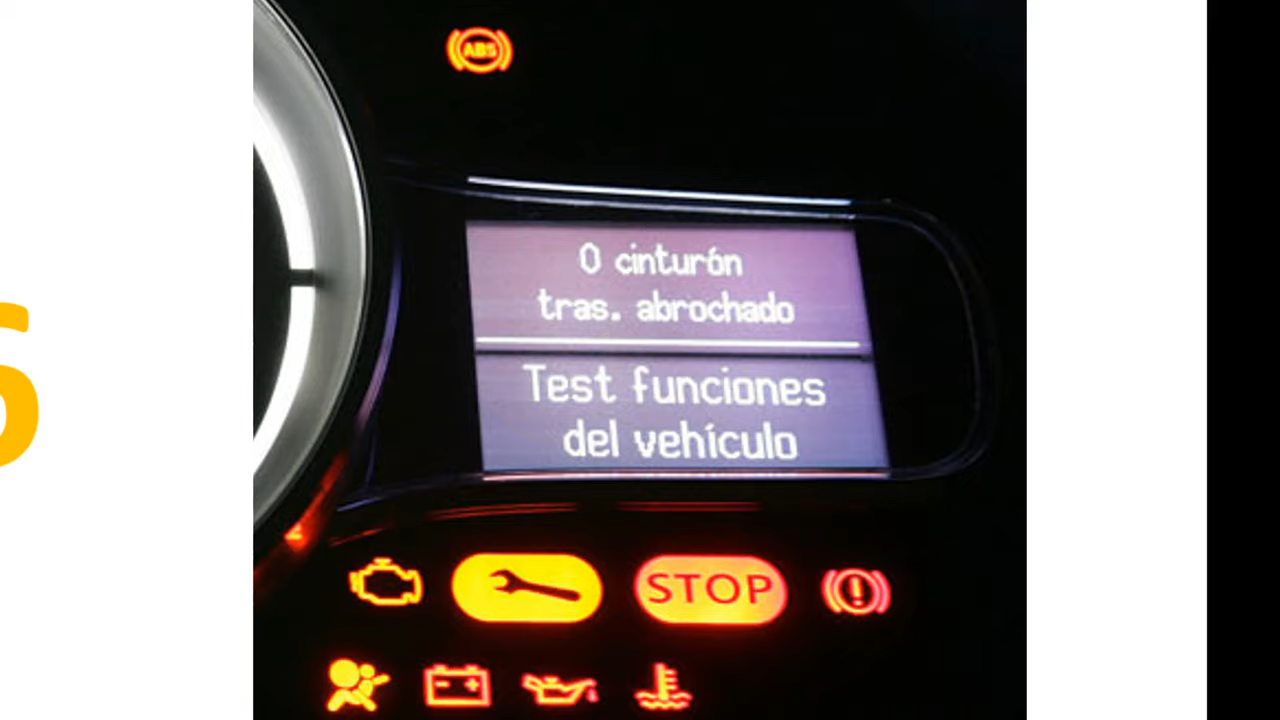 ABS
0 cinturón
tras. abrochado
Test funciones
del vehículo
STOP